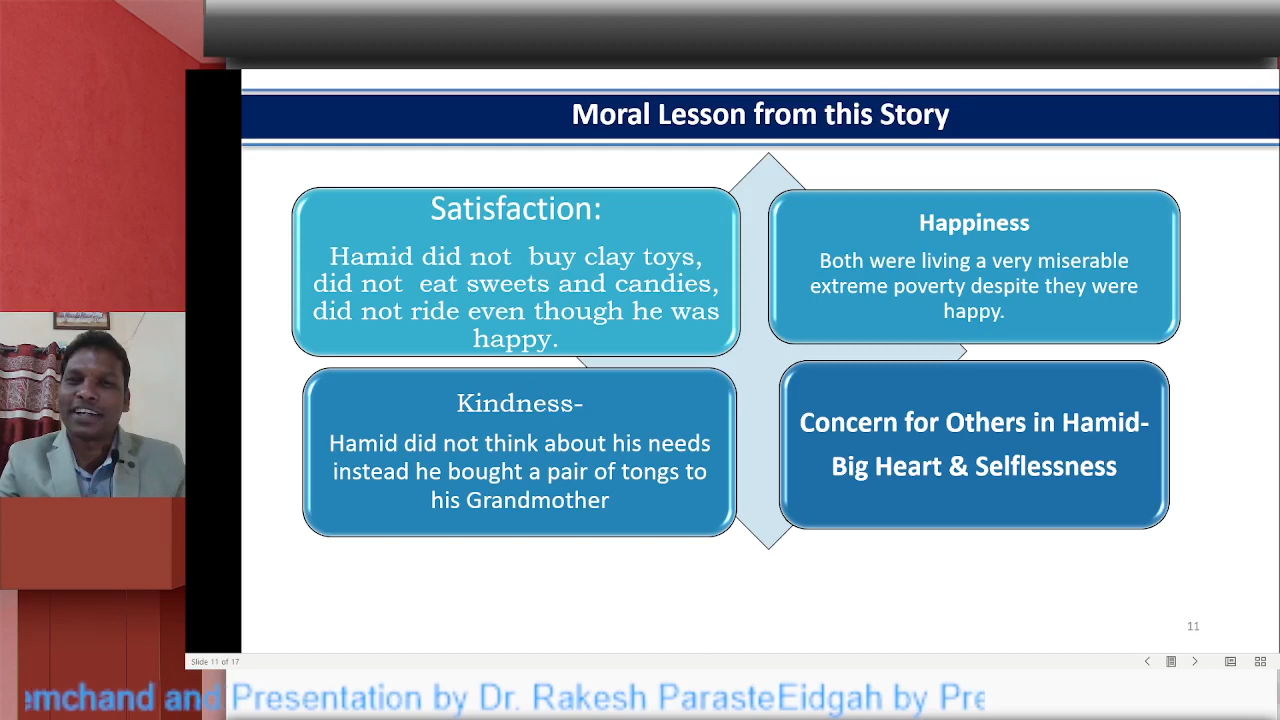 Moral Lesson from this Story
Satisfaction:
Hamid did not buy clay toys,
did not eat sweets and candies,
did not ride even though he was
happy.
Happiness
Both were living a very miserable
extreme poverty despite they were
happy.
Kindness-
Hamid did not think about his needs
instead he bought a pair of tongs to
his Grandmother
Concern for Others in Hamid-
Big Heart & Selflessness
11
Slide 11 of 17
emchand and Presentation by Dr. Rakesh ParasteEidgah by Pre